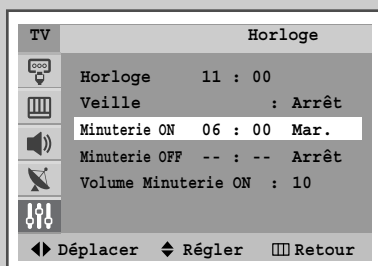 TV Horloge
Horloge 11 : 00
Veille : Arrêt
Minuterie ON 06 : 00 Mar.
Minuterie OFF -- : -- Arrêt
Volume Minuterie ON : 10
Déplacer Régler Retour